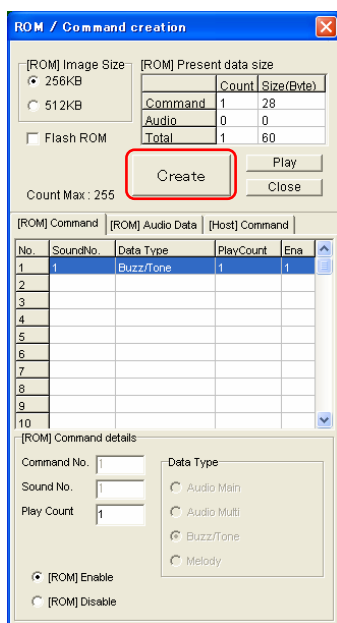 ROM / Command creation
[ROM] Image Size
256KB
512KB
Flash ROM
[ROM] Present data size
Count Size(Byte)
Command 1 28
Audio 0 0
Total 1 60
Create
Play
Close
Count Max : 255
[ROM] Command [ROM] Audio Data [Host] Command
No. SoundNo. Data Type PlayCount Ena
1 1 Buzz/Tone 1 1
2
3
4
5
6
7
8
9
10
[ROM] Command details
Command No. 1
Sound No. 1
Play Count 1
Data Type
Audio Main
Audio Multi
Buzz/Tone
Melody
[ROM] Enable
[ROM] Disable